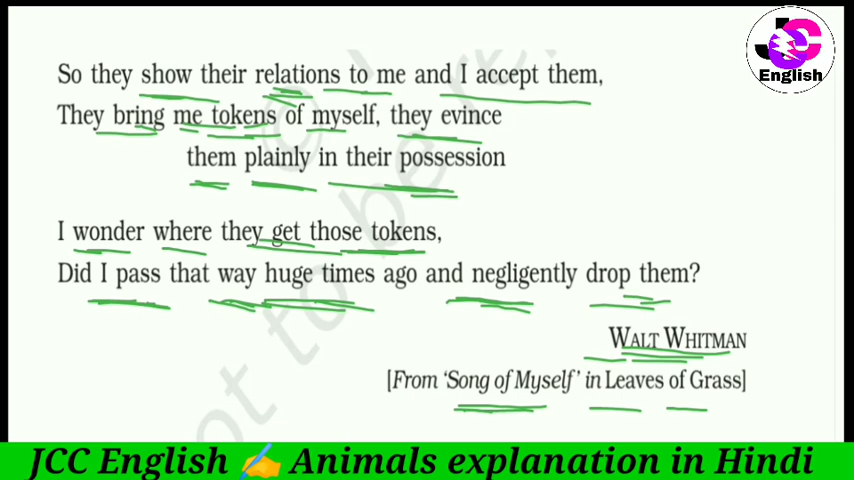 JC
English
So they show their relations to me and I accept them,
They bring me tokens of myself, they evince
them plainly in their possession
I wonder where they get those tokens,
Did I pass that way huge times ago and negligently drop them?
WALT WHITMAN
[From ‘Song of Myself’ in Leaves of Grass]
JCC English ✍️ Animals explanation in Hindi